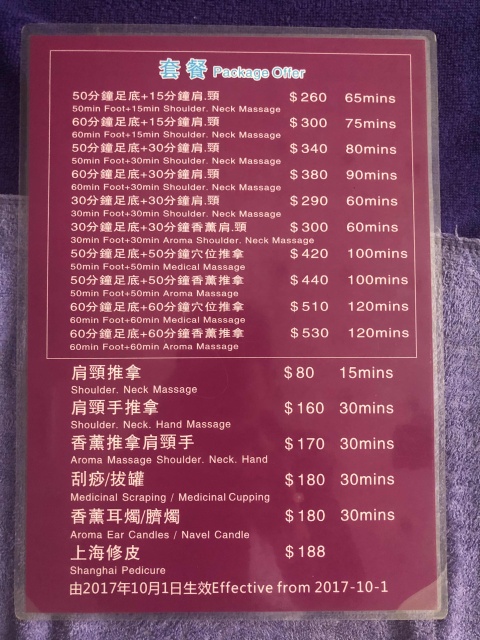 套餐 Package Offer
50分鐘足底+15分鐘肩.頸 $260 65mins
50min Foot+15min Shoulder. Neck Massage
60分鐘足底+15分鐘肩.頸 $300 75mins
60min Foot+15min Shoulder. Neck Massage
50分鐘足底+30分鐘肩.頸 $340 80mins
50min Foot+30min Shoulder. Neck Massage
60分鐘足底+30分鐘肩.頸 $380 90mins
60min Foot+30min Shoulder. Neck Massage
30分鐘足底+30分鐘肩.頸 $290 60mins
30min Foot+30min Shoulder. Neck Massage
30分鐘足底+30分鐘香薰肩.頸 $300 60mins
30min Foot+30min Aroma Shoulder. Neck Massage
50分鐘足底+50分鐘穴位推拿 $420 100mins
50min Foot+50min Medical Massage
50分鐘足底+50分鐘香薰推拿 $440 100mins
50min Foot+50min Aroma Massage
60分鐘足底+60分鐘穴位推拿 $510 120mins
60min Foot+60min Medical Massage
60分鐘足底+60分鐘香薰推拿 $530 120mins
60min Foot+60min Aroma Massage
肩頸推拿 $80 15mins
Shoulder. Neck Massage
肩頸手推拿 $160 30mins
Shoulder. Neck. Hand Massage
香薰推拿肩頸手 $170 30mins
Aroma Massage Shoulder. Neck. Hand
刮痧/拔罐 $180 30mins
Medicinal Scraping / Medicinal Cupping
香薰耳燭/臍燭 $180 30mins
Aroma Ear Candles / Navel Candle
上海修皮 $188
Shanghai Pedicure
由2017年10月1日生效Effective from 2017-10-1